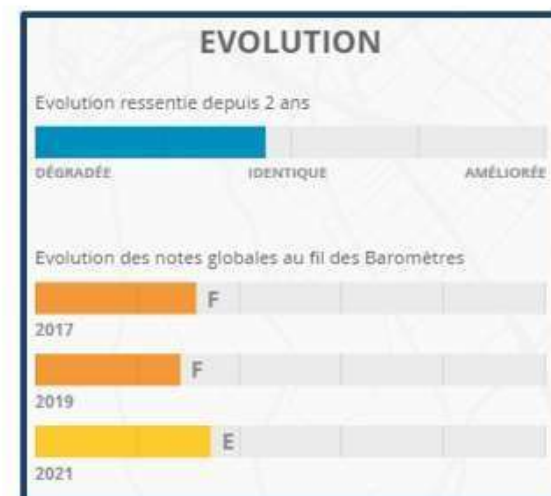 EVOLUTION
Evolution ressentie depuis 2 ans
DÉGRADÉE IDENTIQUE AMÉLIORÉE
Evolution des notes globales au fil des Baromètres
F
2017
F
2019
E
2021